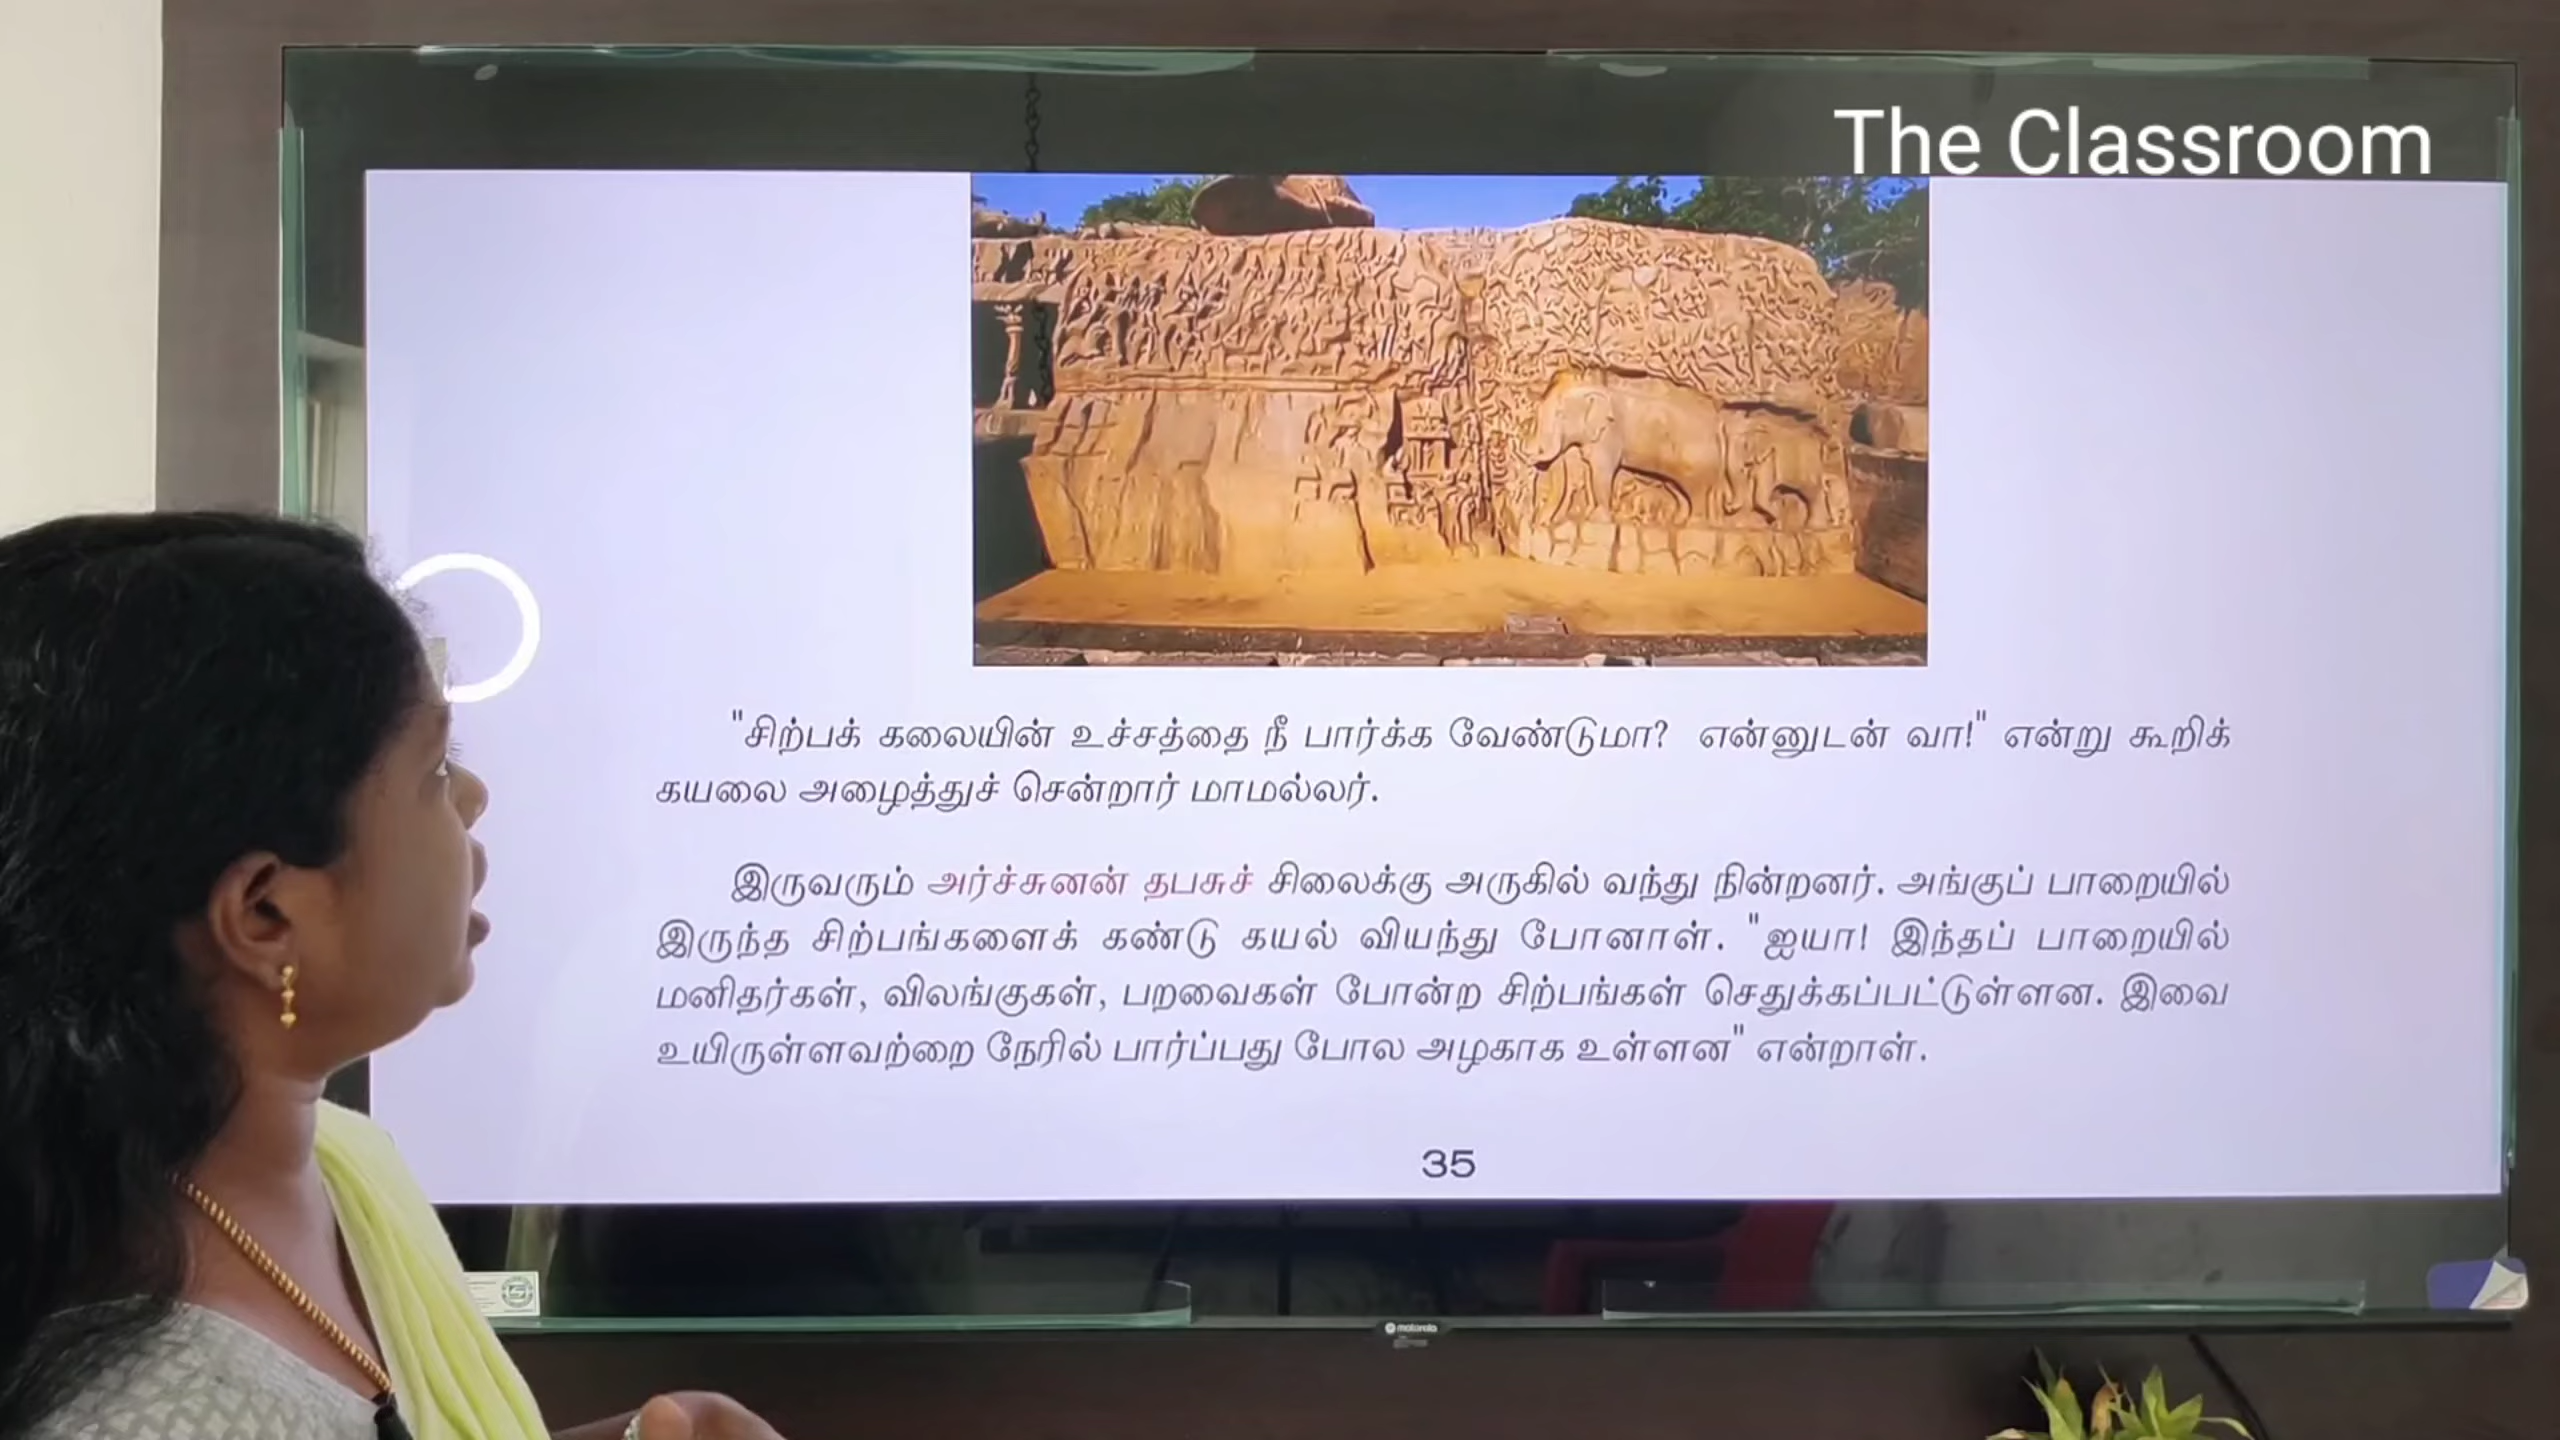 The Classroom
"சிற்பக் கலையின் உச்சத்தை நீ பார்க்க வேண்டுமா? என்னுடன் வா!" என்று கூறிக்
கயலை அழைத்துச் சென்றார் மாமல்லர்.
இருவரும் அர்ச்சுனன் தபசுச் சிலைக்கு அருகில் வந்து நின்றனர். அங்குப் பாறையில்
இருந்த சிற்பங்களைக் கண்டு கயல் வியந்து போனாள். "ஐயா! இந்தப் பாறையில்
மனிதர்கள், விலங்குகள், பறவைகள் போன்ற சிற்பங்கள் செதுக்கப்பட்டுள்ளன. இவை
உயிருள்ளவற்றை நேரில் பார்ப்பது போல அழகாக உள்ளன" என்றாள்.
35
motorola